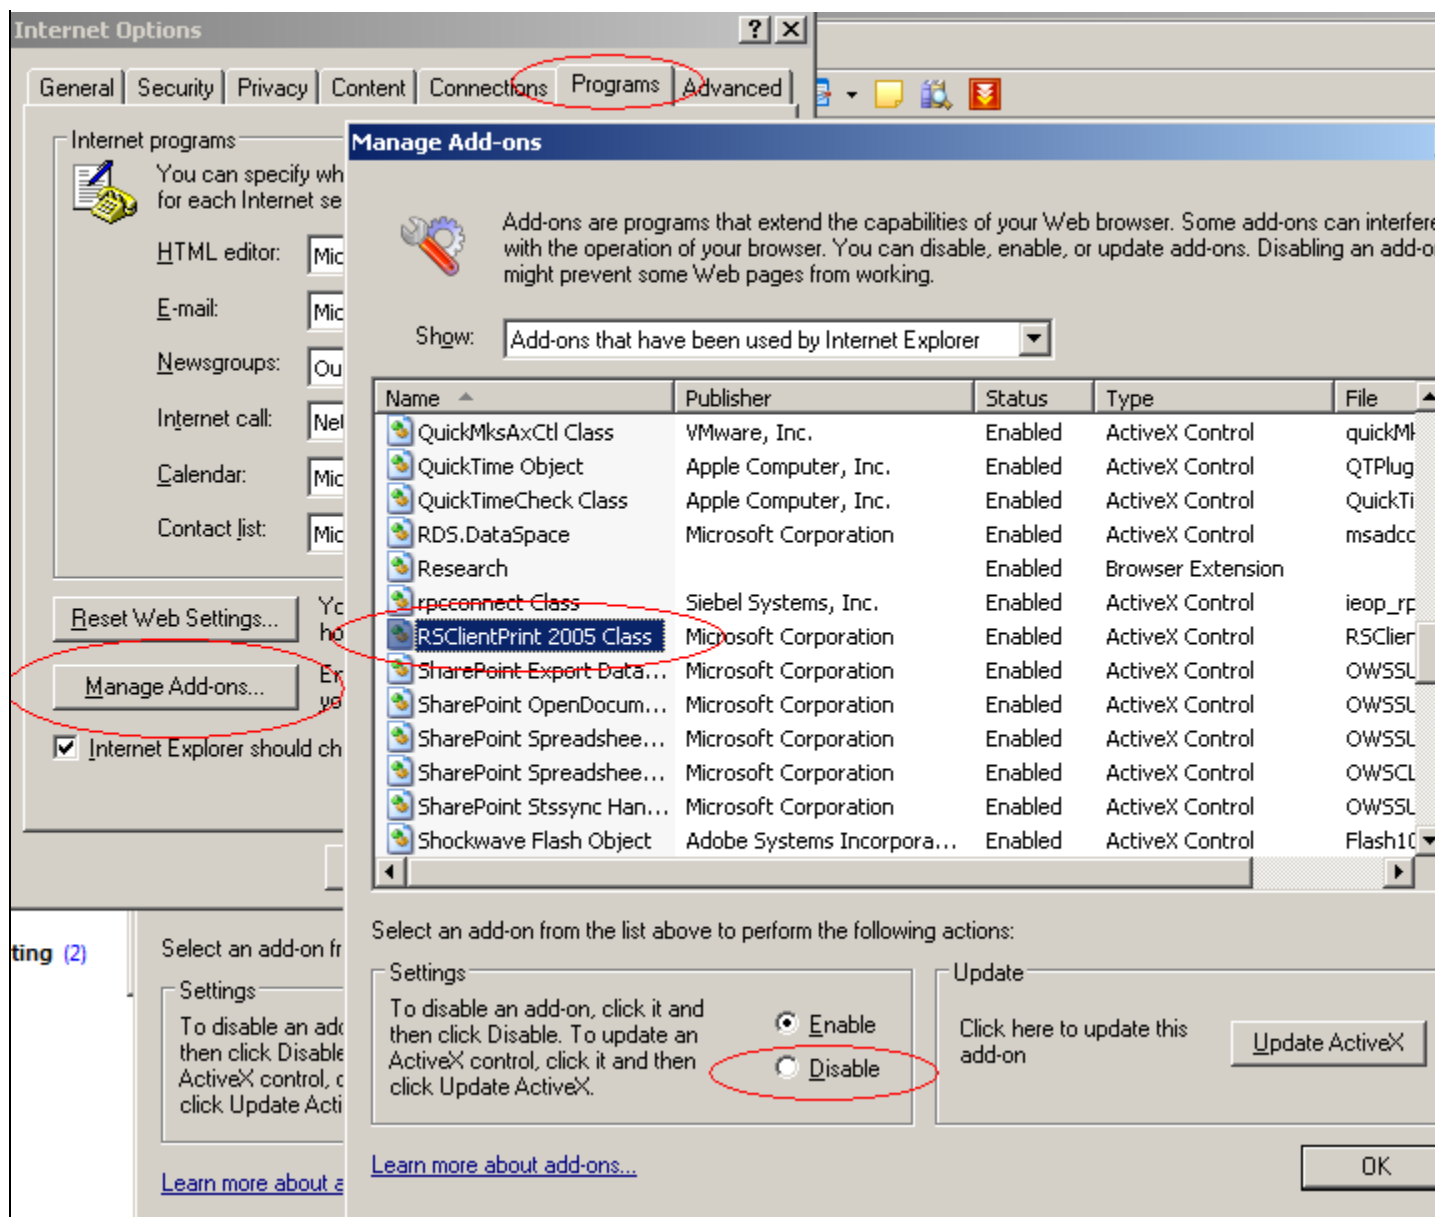 Internet Options
General Security Privacy Content Connections Programs Advanced
Internet programs
You can specify wh
for each Internet se
HTML editor: Mic
E-mail: Mic
Newsgroups: Ou
Internet call: Net
Calendar: Mic
Contact list: Mic
Reset Web Settings...
Manage Add-ons...
Internet Explorer should ch
Manage Add-ons
Add-ons are programs that extend the capabilities of your Web browser. Some add-ons can interfere
with the operation of your browser. You can disable, enable, or update add-ons. Disabling an add-o
might prevent some Web pages from working.
Show: Add-ons that have been used by Internet Explorer
Name Publisher Status Type File
QuickMksAxCtl Class VMware, Inc. Enabled ActiveX Control quickMk
QuickTime Object Apple Computer, Inc. Enabled ActiveX Control QTPlug
QuickTimeCheck Class Apple Computer, Inc. Enabled ActiveX Control QuickTi
RDS.DataSpace Microsoft Corporation Enabled ActiveX Control msadcc
Research Enabled Browser Extension
rpcconnect Class Siebel Systems, Inc. Enabled ActiveX Control ieop_rp
RSClientPrint 2005 Class Microsoft Corporation Enabled ActiveX Control RSClien
SharePoint Export Data... Microsoft Corporation Enabled ActiveX Control OWSSL
SharePoint OpenDocum... Microsoft Corporation Enabled ActiveX Control OWSSL
SharePoint Spreadshee... Microsoft Corporation Enabled ActiveX Control OWSSL
SharePoint Spreadshee... Microsoft Corporation Enabled ActiveX Control OWSCL
SharePoint Stssync Han... Microsoft Corporation Enabled ActiveX Control OWSSL
Shockwave Flash Object Adobe Systems Incorpora... Enabled ActiveX Control Flash10
Select an add-on from the list above to perform the following actions:
Settings
To disable an add-on, click it and
then click Disable. To update an
ActiveX control, click it and then
click Update ActiveX.
Enable
Disable
Update
Click here to update this
add-on
Update ActiveX
Learn more about add-ons...
OK
ting (2)
Select an add-on fr
Settings
To disable an add
then click Disable
ActiveX control, c
click Update Acti
Learn more about a